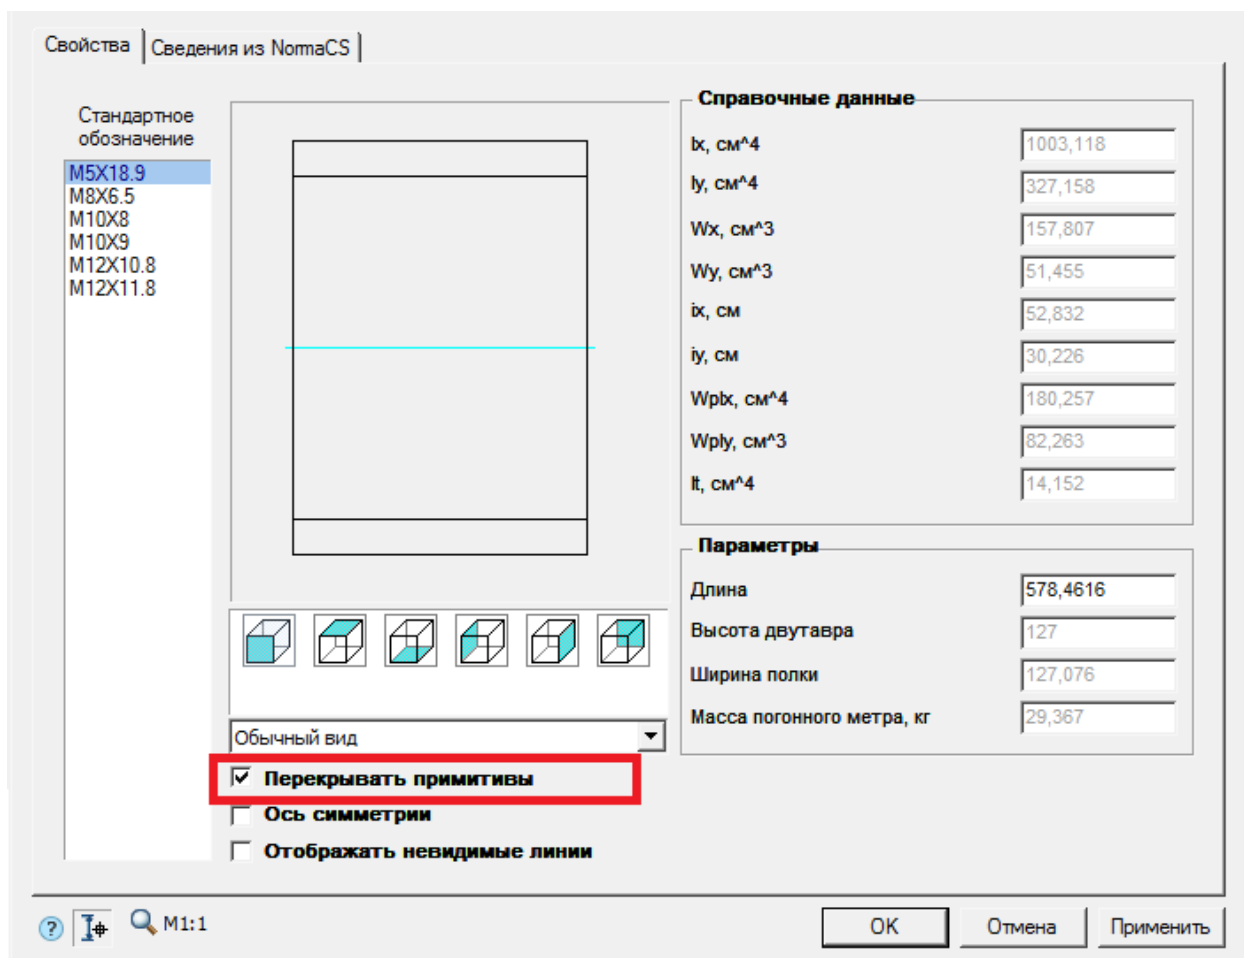 Свойства
Сведения из NormaCS
Стандартное
обозначение
M5X18.9
M8X6.5
M10X8
M10X9
M12X10.8
M12X11.8
Обычный вид
Перекрывать примитивы
Ось симметрии
Отображать невидимые линии
Справочные данные
Ix, см^4 1003,118
Iy, см^4 327,158
Wx, см^3 157,807
Wy, см^3 51,455
ix, см 52,832
iy, см 30,226
Wplx, см^4 180,257
Wply, см^3 82,263
It, см^4 14,152
Параметры
Длина 578,4616
Высота двутавра 127
Ширина полки 127,076
Масса погонного метра, кг 29,367
? M1:1
OK
Отмена
Применить